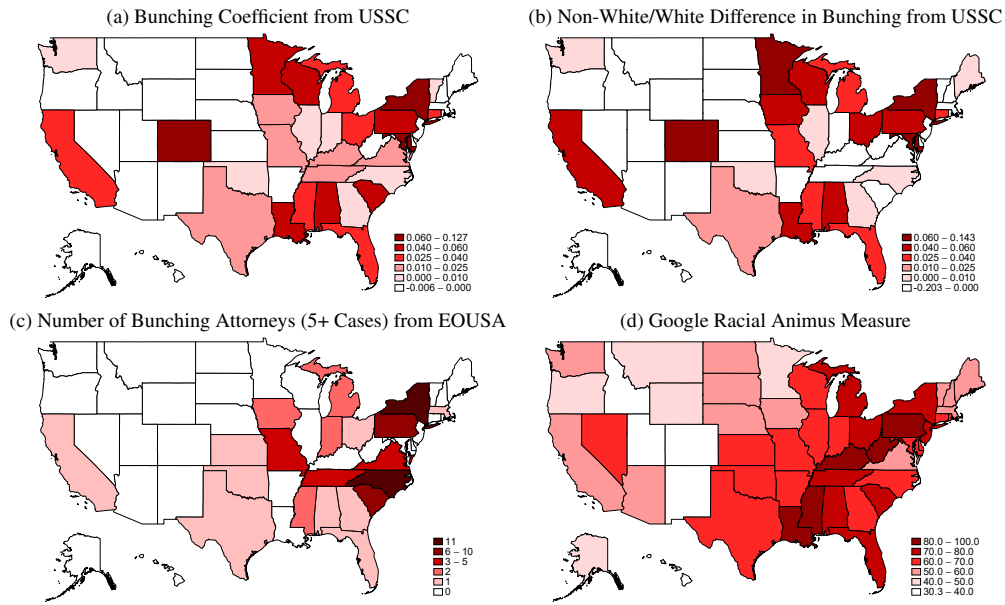 (a) Bunching Coefficient from USSC
0.060 – 0.127
0.040 – 0.060
0.025 – 0.040
0.010 – 0.025
0.000 – 0.010
-0.006 – 0.000
(b) Non-White/White Difference in Bunching from USSC
0.060 – 0.143
0.040 – 0.060
0.025 – 0.040
0.010 – 0.025
0.000 – 0.010
-0.203 – 0.000
(c) Number of Bunching Attorneys (5+ Cases) from EOUSA
11
6 – 10
3 – 5
2
1
0
(d) Google Racial Animus Measure
80.0 – 100.0
70.0 – 80.0
60.0 – 70.0
50.0 – 60.0
40.0 – 50.0
30.3 – 40.0